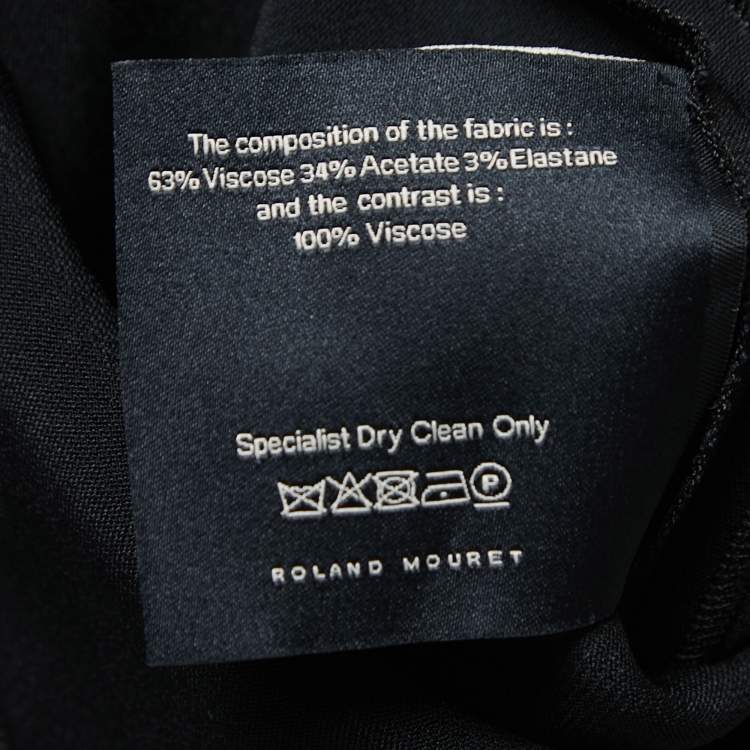 The composition of the fabric is :
63% Viscose 34% Acetate 3% Elastane
and the contrast is :
100% Viscose
Specialist Dry Clean Only
P
ROLAND MOURET